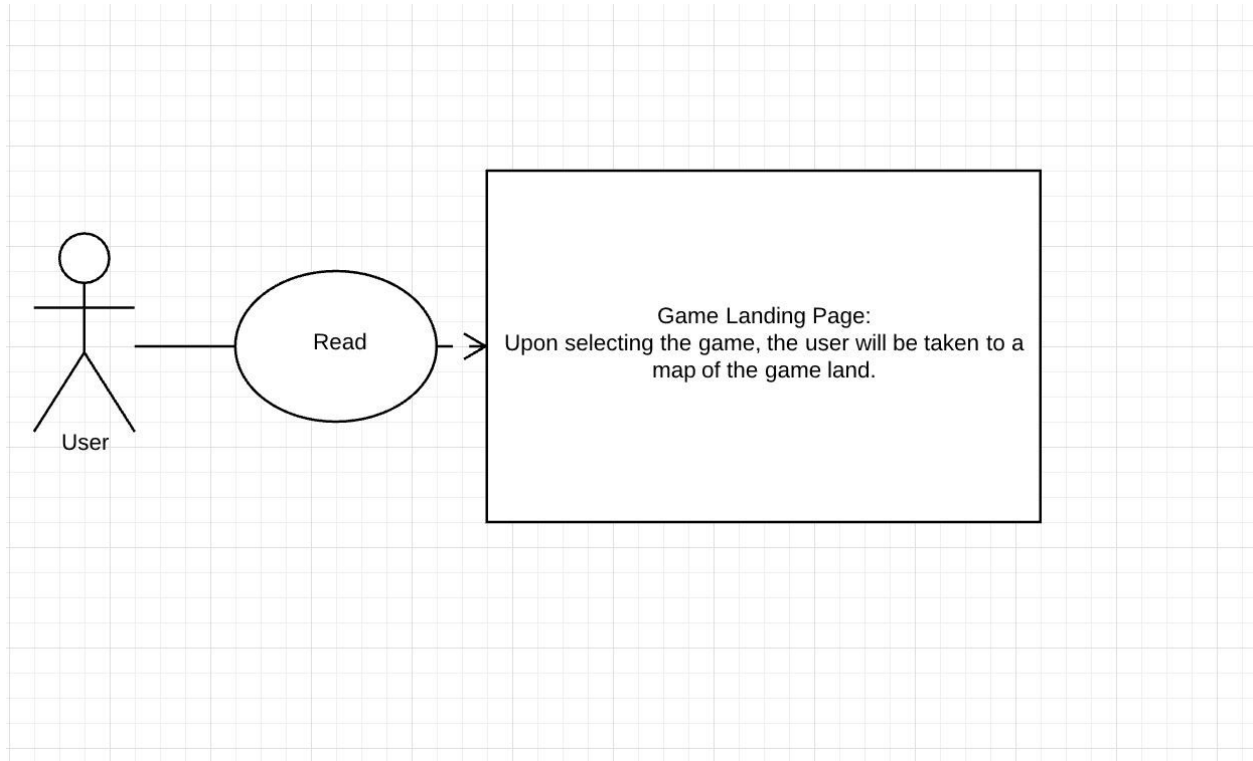 Game Landing Page:
Read
Upon selecting the game, the user will be taken to a
map of the game land.
User